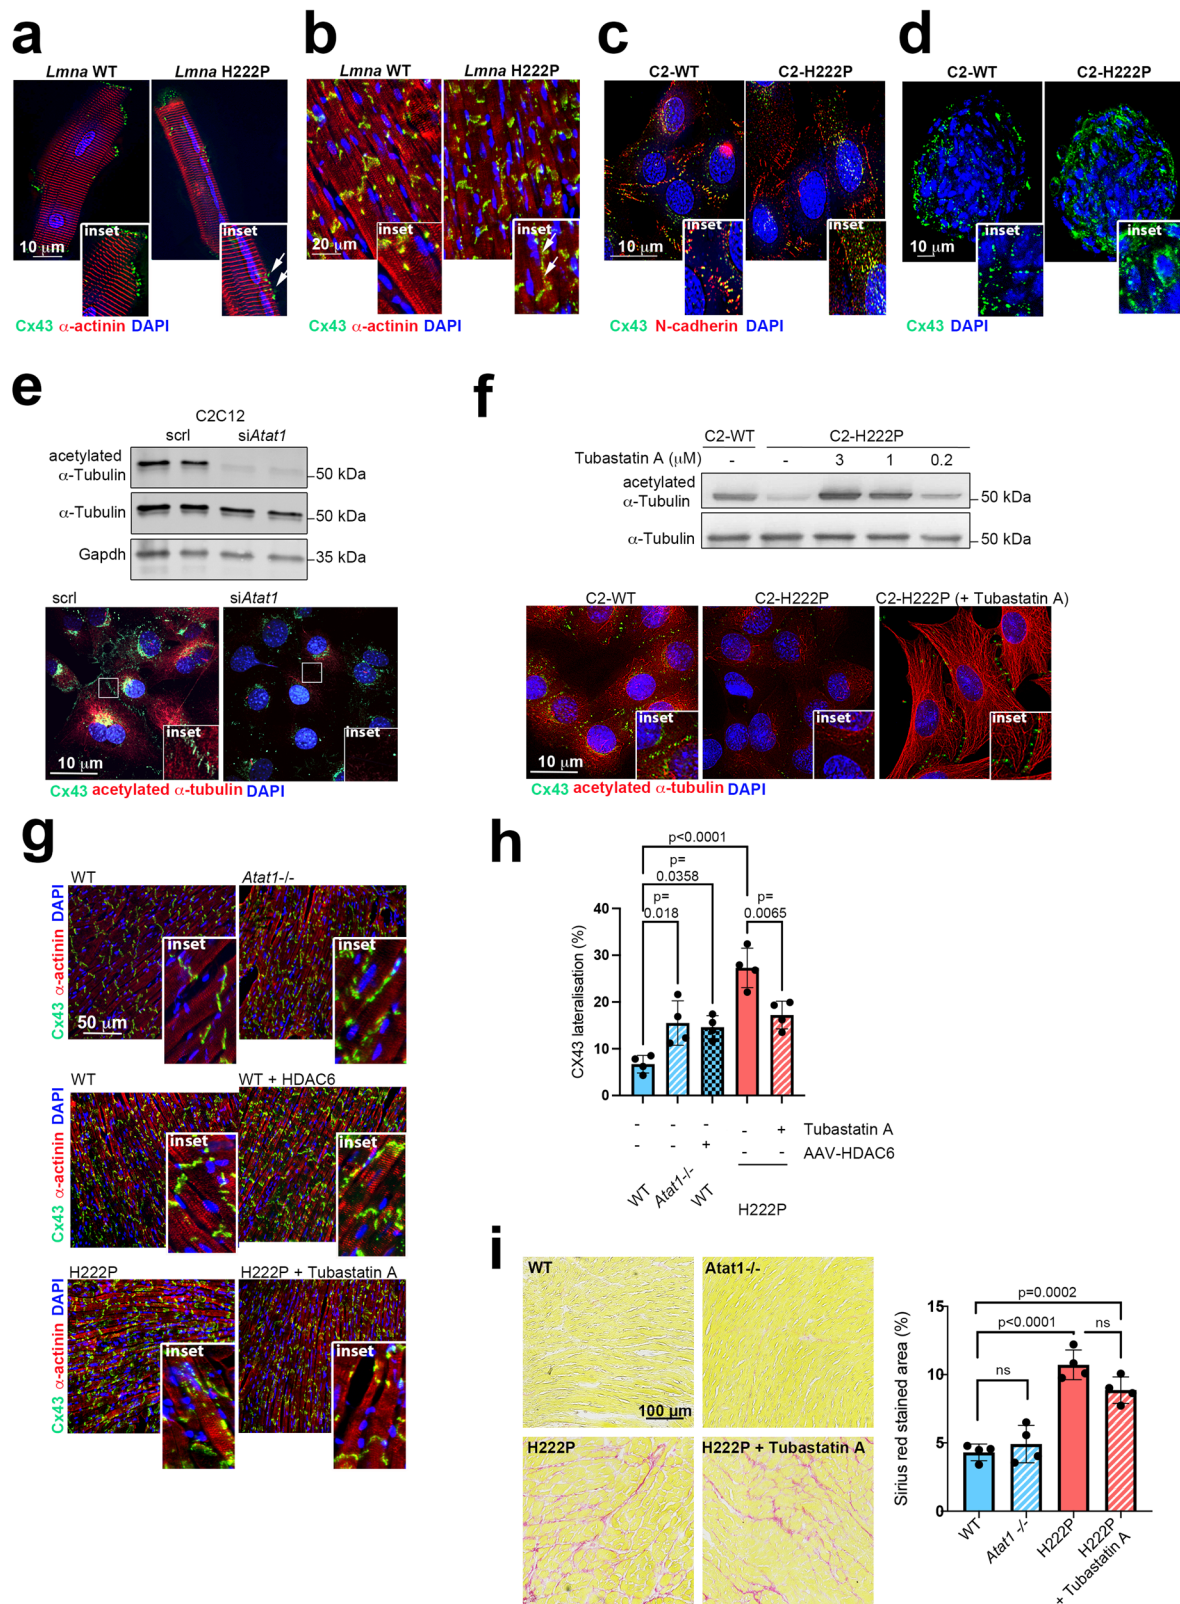 a
Lmna WT
Lmna H222P
10 μm
inset
inset
Cx43 α-actinin DAPI
b
Lmna WT
Lmna H222P
20 μm
inset
inset
Cx43 α-actinin DAPI
c
C2-WT
C2-H222P
10 μm
inset
inset
Cx43 N-cadherin DAPI
d
C2-WT
C2-H222P
10 μm
inset
inset
Cx43 DAPI
e
C2C12
scrl
siAtat1
acetylated
α-Tubulin
50 kDa
α-Tubulin
50 kDa
Gapdh
35 kDa
scrl
siAtat1
10 μm
inset
inset
Cx43 acetylated α-tubulin DAPI
f
C2-WT
C2-H222P
Tubastatin A (μM)
-
-
3
1
0.2
acetylated
α-Tubulin
50 kDa
α-Tubulin
50 kDa
C2-WT
C2-H222P
C2-H222P (+ Tubastatin A)
10 μm
inset
inset
inset
Cx43 acetylated α-tubulin DAPI
g
WT
Atat1-/-
Cx43 α-actinin DAPI
50 μm
inset
inset
WT
WT + HDAC6
Cx43 α-actinin DAPI
inset
inset
H222P
H222P + Tubastatin A
Cx43 α-actinin DAPI
inset
inset
h
p<0.0001
p=
0.0358
p=
0.018
p=
0.0065
CX43 lateralisation (%)
40
30
20
10
0
- - - - + Tubastatin A
- - + - - AAV-HDAC6
WT
Atat1-/-
WT
H222P
i
WT
Atat1-/-
100 μm
H222P
H222P + Tubastatin A
Sirius red stained area (%)
15
10
5
0
p=0.0002
p<0.0001
ns
ns
WT
Atat1 -/-
H222P
H222P
+ Tubastatin A